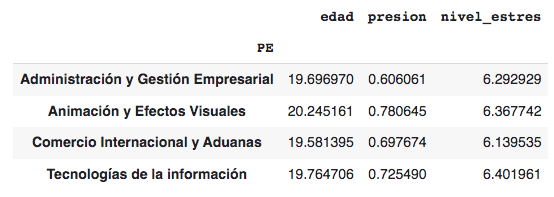 edad presion nivel_estres
PE
Administración y Gestión Empresarial 19.696970 0.606061 6.292929
Animación y Efectos Visuales 20.245161 0.780645 6.367742
Comercio Internacional y Aduanas 19.581395 0.697674 6.139535
Tecnologías de la información 19.764706 0.725490 6.401961